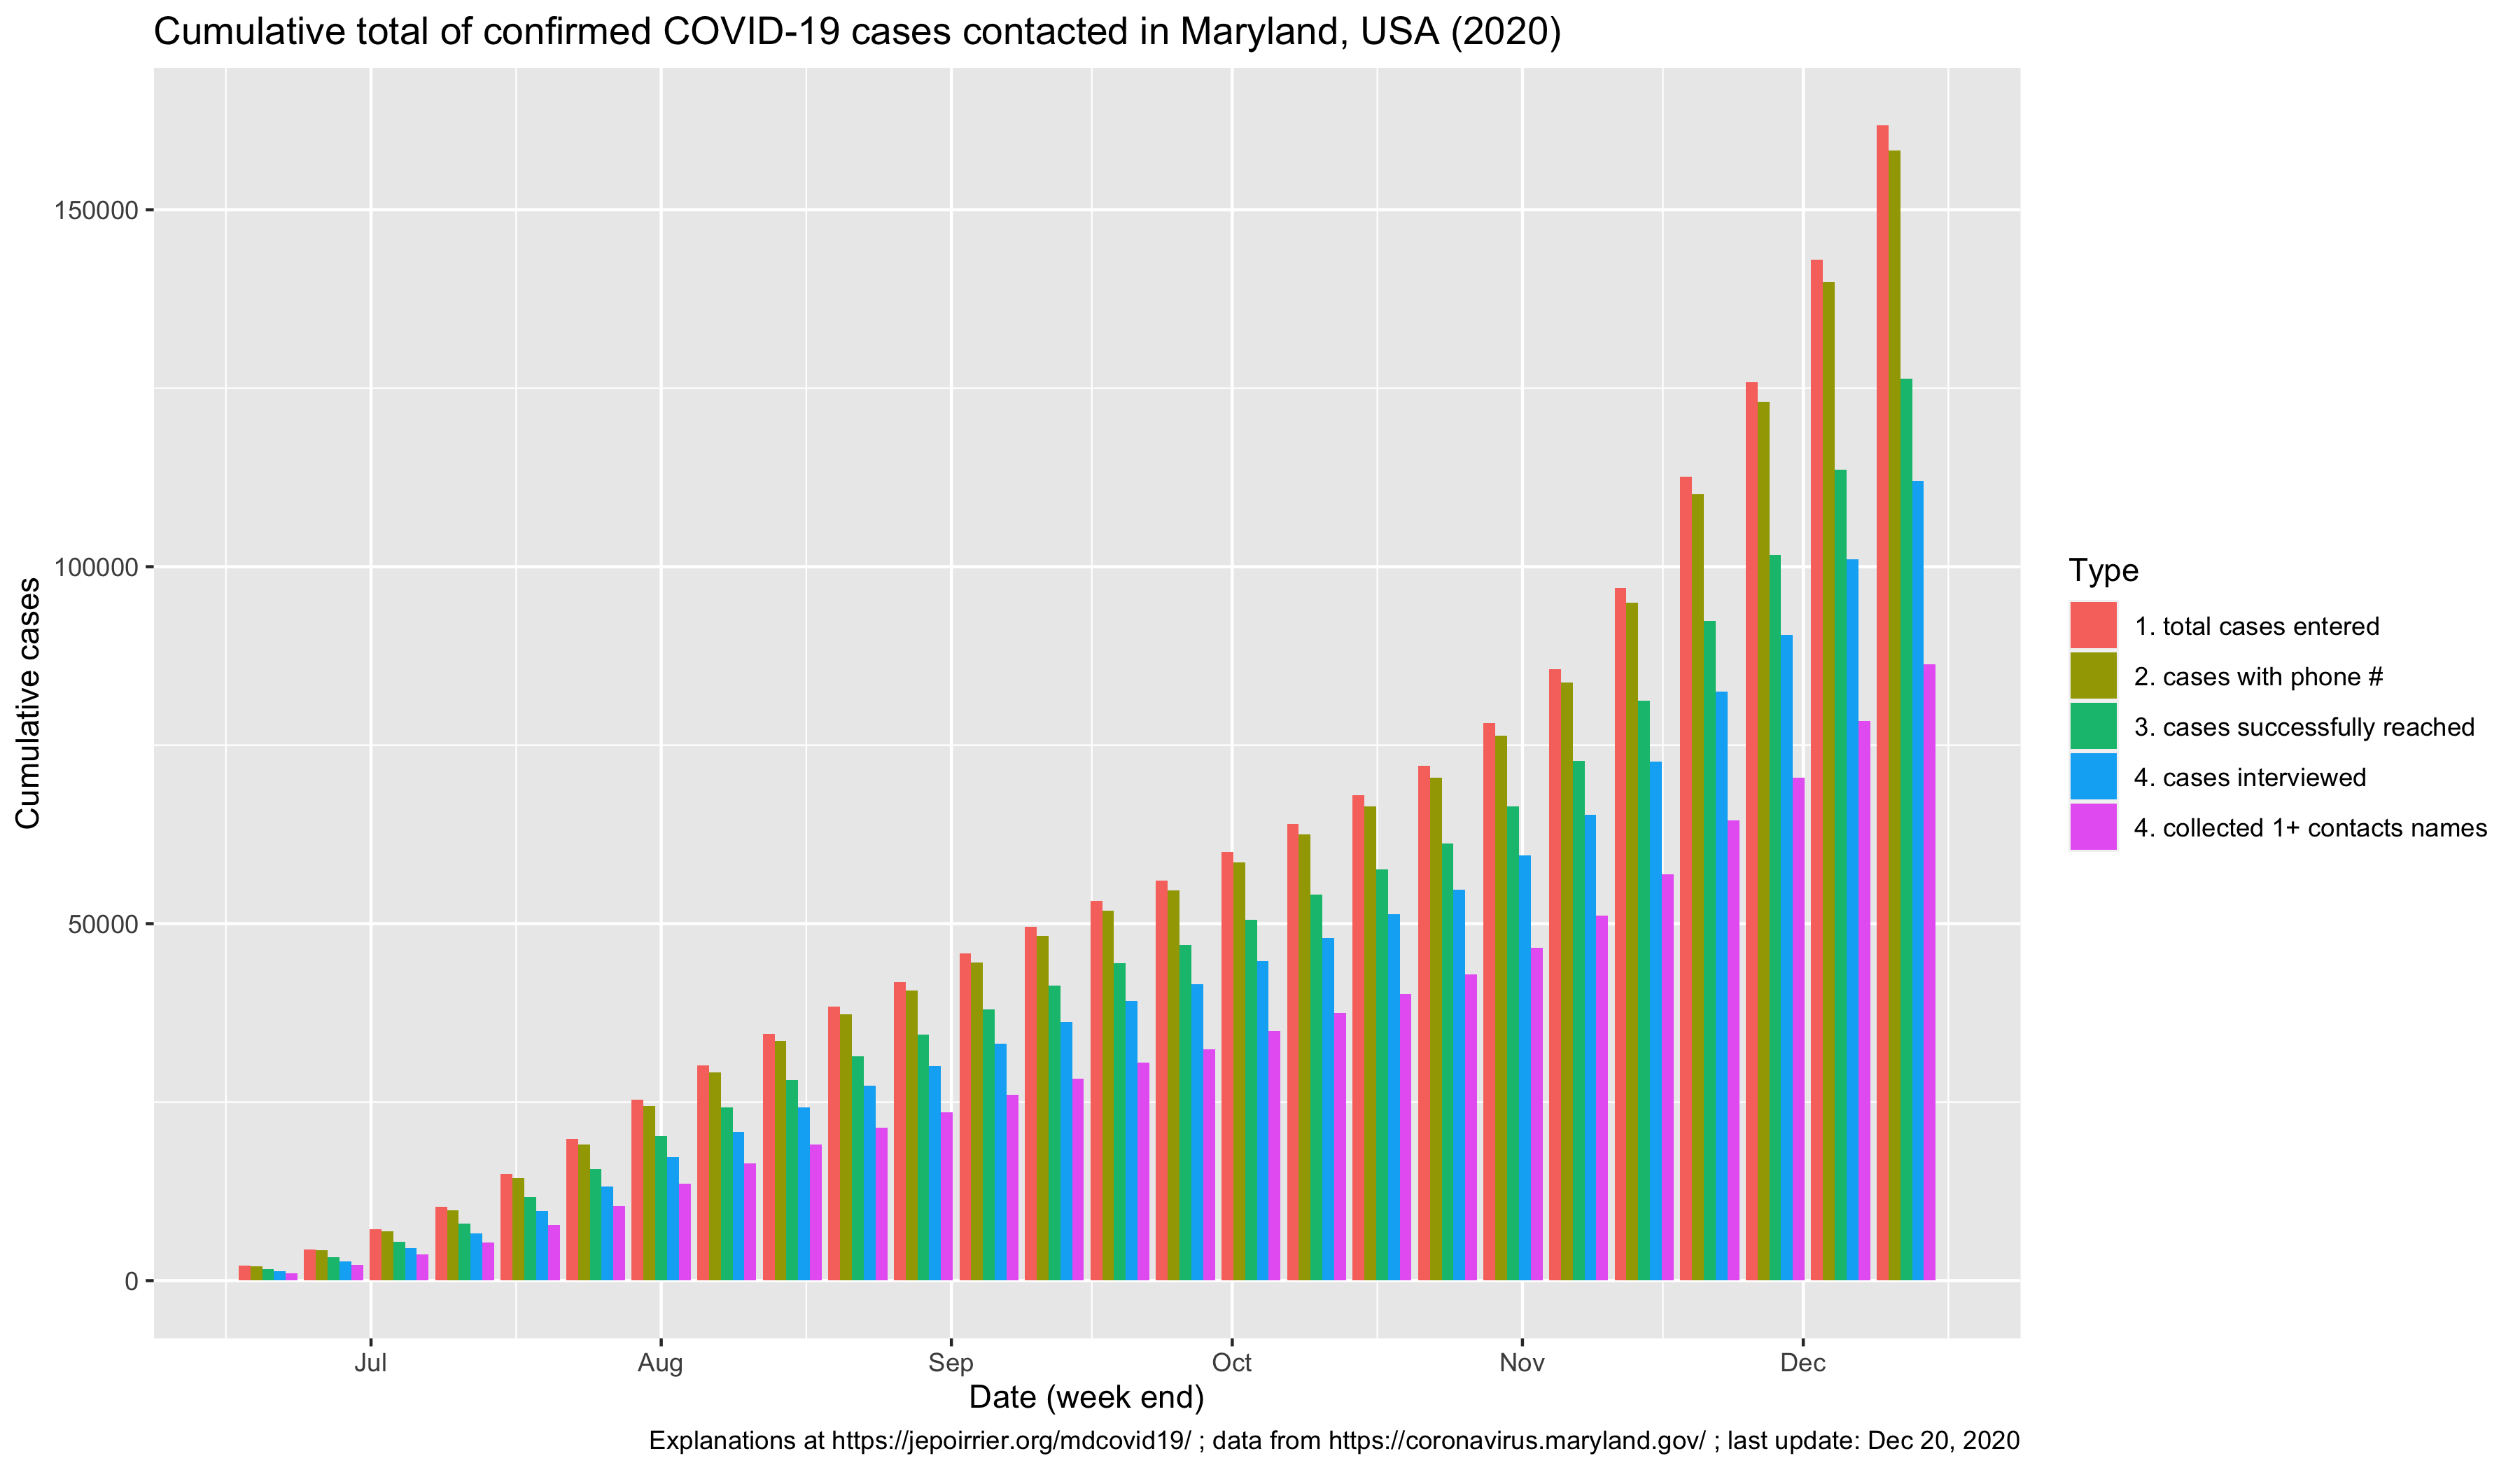 Cumulative total of confirmed COVID-19 cases contacted in Maryland, USA (2020)
Cumulative cases
150000
100000
50000
0
Jul Aug Sep Oct Nov Dec
Date (week end)
Type
1. total cases entered
2. cases with phone #
3. cases successfully reached
4. cases interviewed
4. collected 1+ contacts names
Explanations at https://jepoirrier.org/mdcovid19/ ; data from https://coronavirus.maryland.gov/ ; last update: Dec 20, 2020